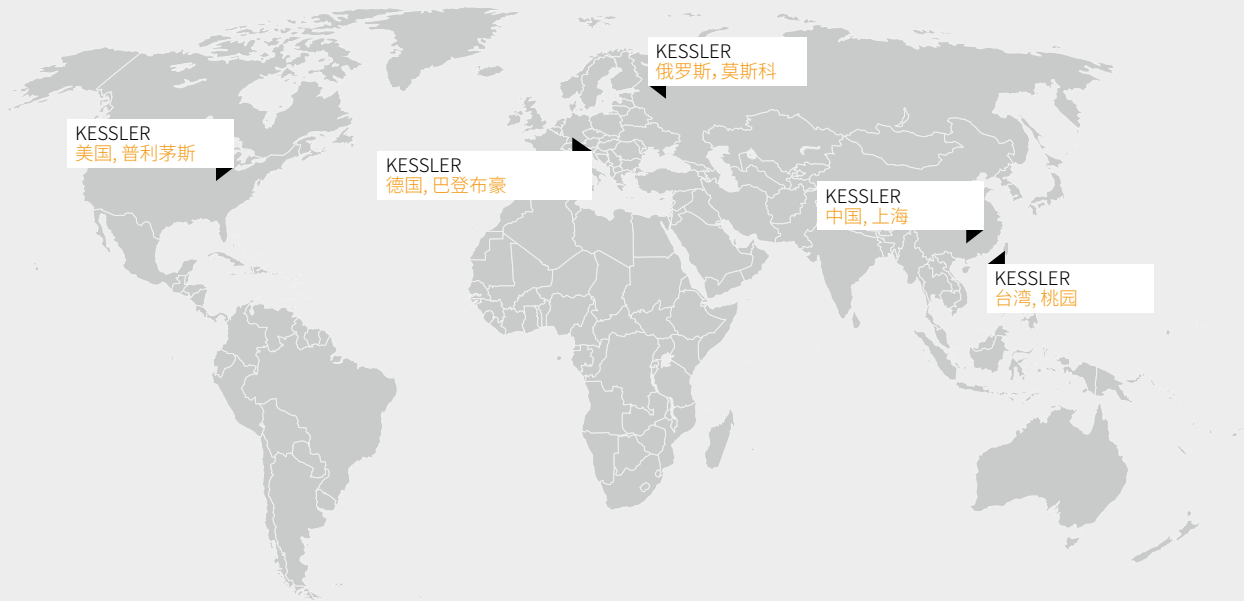 KESSLER
俄罗斯, 莫斯科
KESSLER
美国, 普利茅斯
KESSLER
德国, 巴登布豪
KESSLER
中国, 上海
KESSLER
台湾, 桃园